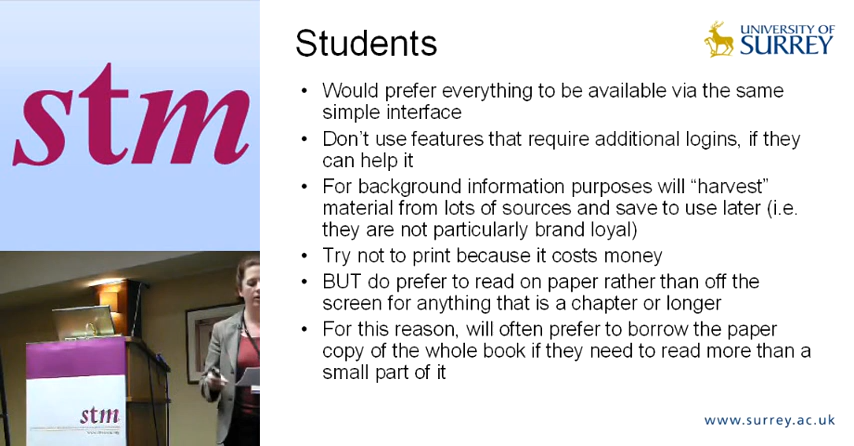 stm
Students
UNIVERSITY OF
SURREY
• Would prefer everything to be available via the same
simple interface
• Don't use features that require additional logins, if they
can help it
• For background information purposes will “harvest”
material from lots of sources and save to use later (i.e.
they are not particularly brand loyal)
• Try not to print because it costs money
• BUT do prefer to read on paper rather than off the
screen for anything that is a chapter or longer
• For this reason, will often prefer to borrow the paper
copy of the whole book if they need to read more than a
small part of it
stm
www.surrey.ac.uk